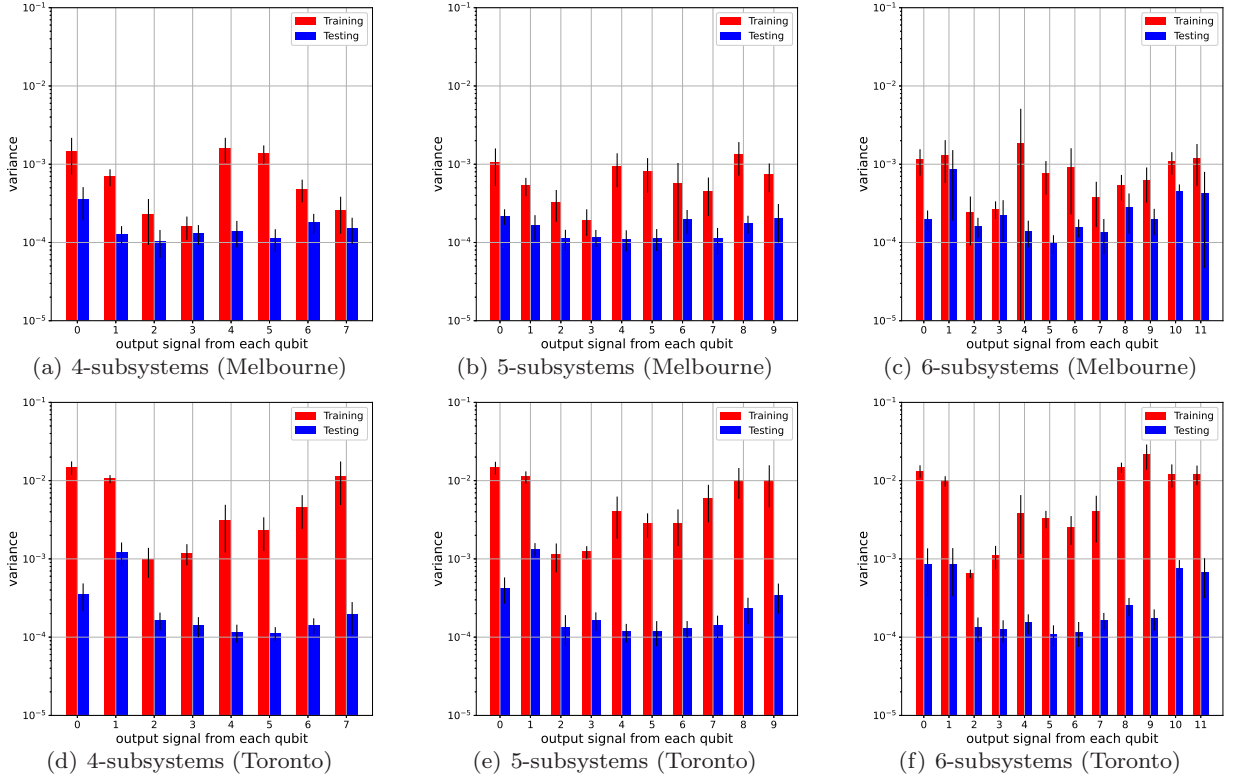 10⁻¹
10⁻²
10⁻³
10⁻⁴
10⁻⁵
variance
Training
Testing
0 1 2 3 4 5 6 7
output signal from each qubit
(a) 4-subsystems (Melbourne)
10⁻¹
10⁻²
10⁻³
10⁻⁴
10⁻⁵
variance
Training
Testing
0 1 2 3 4 5 6 7 8 9
output signal from each qubit
(b) 5-subsystems (Melbourne)
10⁻¹
10⁻²
10⁻³
10⁻⁴
10⁻⁵
variance
Training
Testing
0 1 2 3 4 5 6 7 8 9 10 11
output signal from each qubit
(c) 6-subsystems (Melbourne)
10⁻¹
10⁻²
10⁻³
10⁻⁴
10⁻⁵
variance
Training
Testing
0 1 2 3 4 5 6 7
output signal from each qubit
(d) 4-subsystems (Toronto)
10⁻¹
10⁻²
10⁻³
10⁻⁴
10⁻⁵
variance
Training
Testing
0 1 2 3 4 5 6 7 8 9
output signal from each qubit
(e) 5-subsystems (Toronto)
10⁻¹
10⁻²
10⁻³
10⁻⁴
10⁻⁵
variance
Training
Testing
0 1 2 3 4 5 6 7 8 9 10 11
output signal from each qubit
(f) 6-subsystems (Toronto)